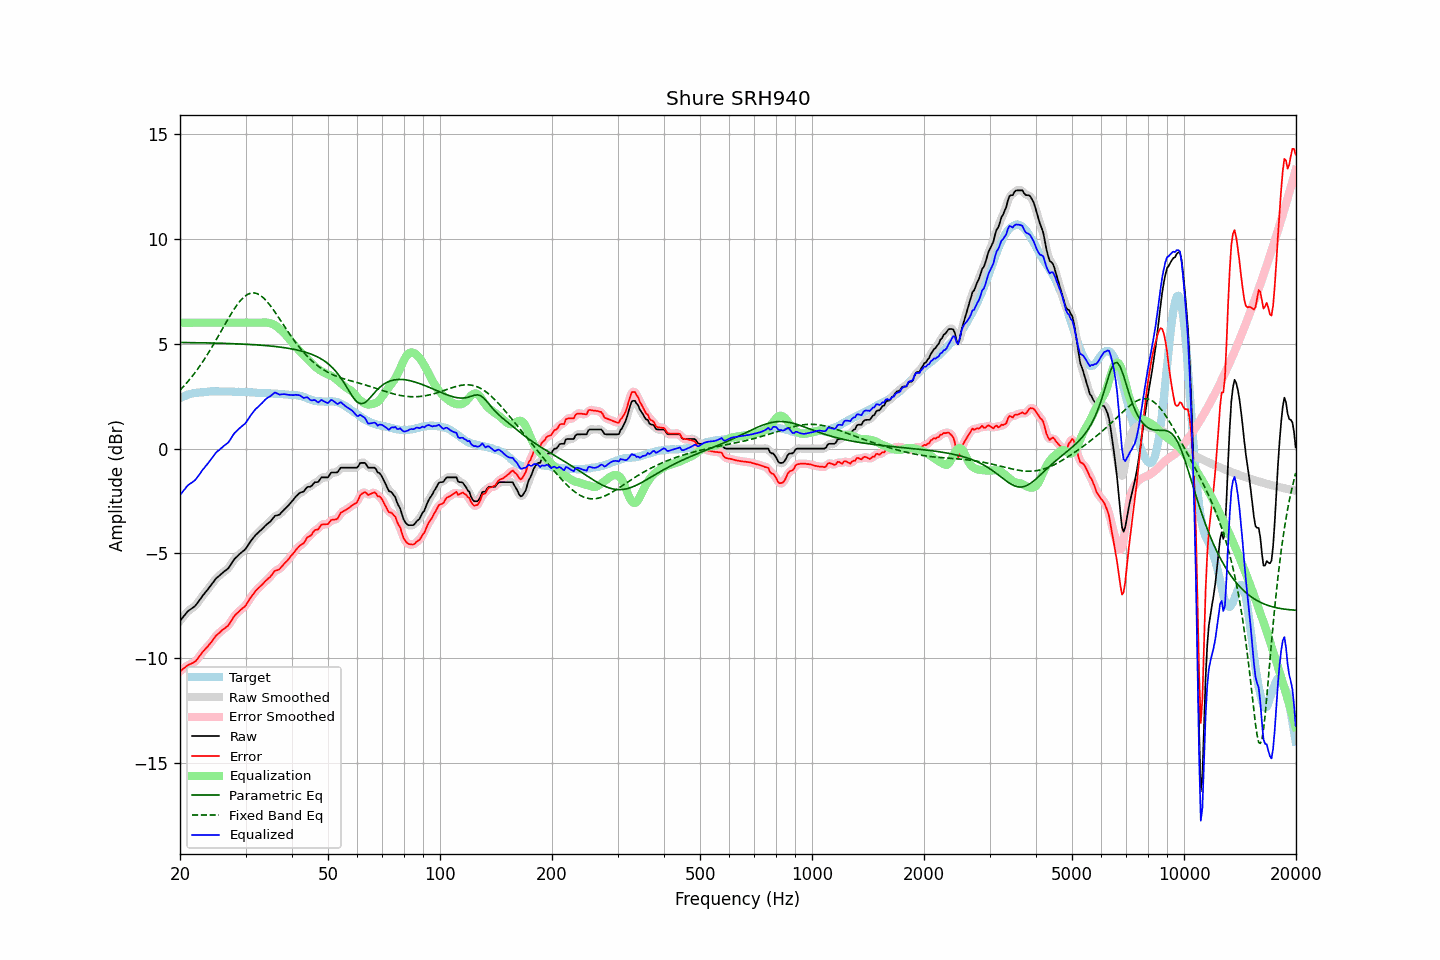 Shure SRH940
15
10
5
0
−5
−10
−15
Amplitude (dBr)
Target
Raw Smoothed
Error Smoothed
Raw
Error
Equalization
Parametric Eq
Fixed Band Eq
Equalized
20 50 100 200 500 1000 2000 5000 10000 20000
Frequency (Hz)